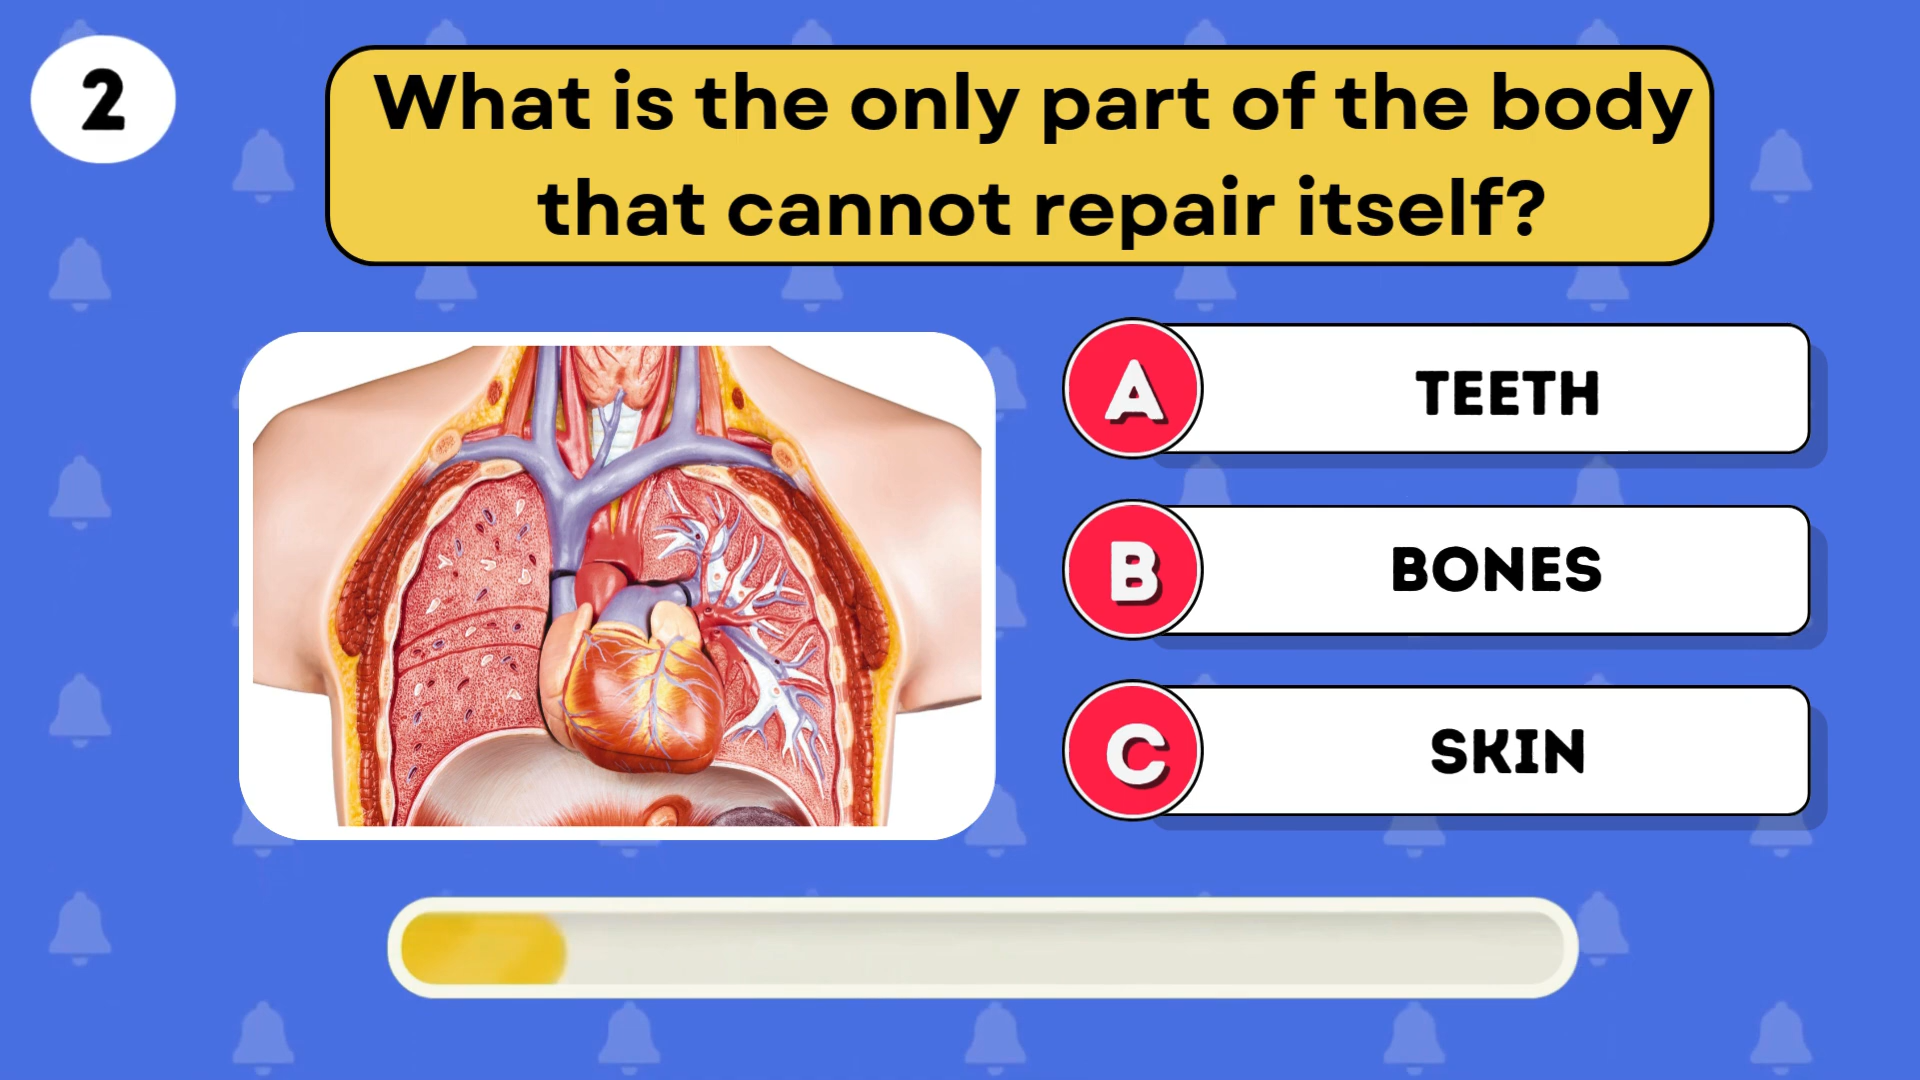 2
What is the only part of the body
that cannot repair itself?
A
TEETH
B
BONES
C
SKIN